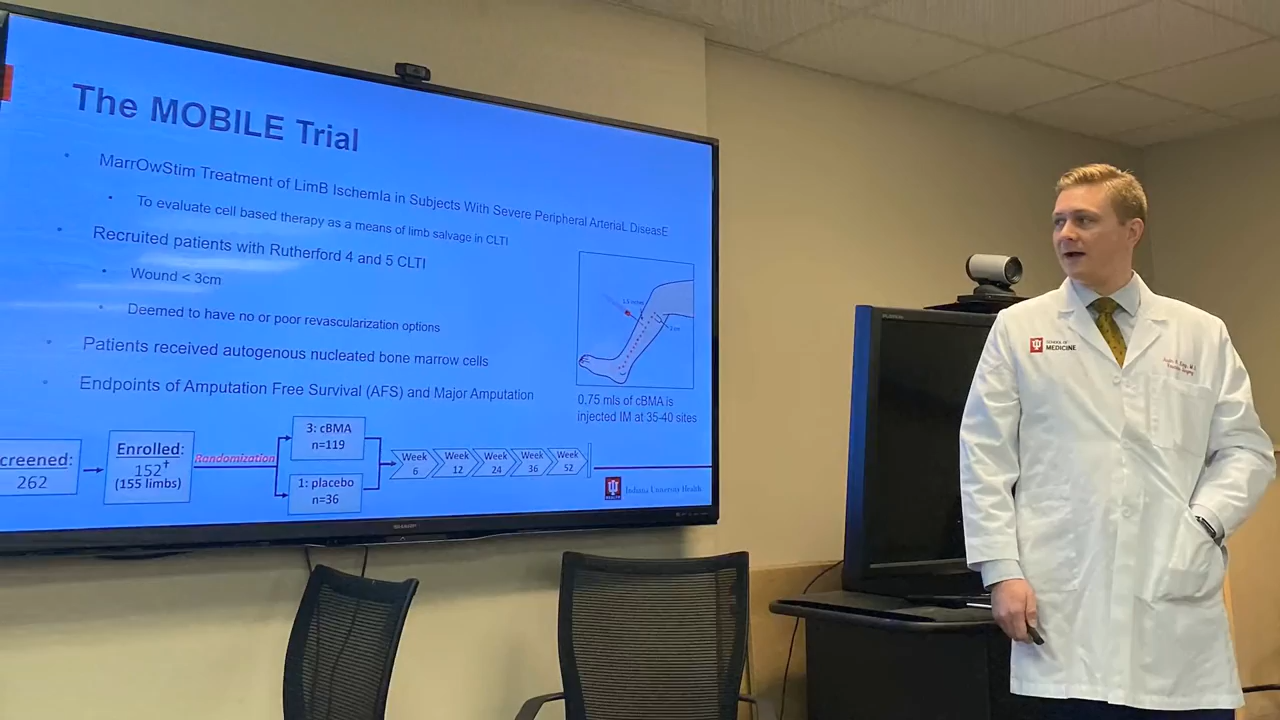 The MOBILE Trial
MarrOwStim Treatment of LimB IschemIa in Subjects With Severe Peripheral ArteriaL DiseasE
To evaluate cell based therapy as a means of limb salvage in CLTI
Recruited patients with Rutherford 4 and 5 CLTI
Wound < 3cm
Deemed to have no or poor revascularization options
Patients received autogenous nucleated bone marrow cells
Endpoints of Amputation Free Survival (AFS) and Major Amputation
0.75 mls of cBMA is
injected IM at 35-40 sites
creened:
262
Enrolled:
152†
(155 limbs)
Randomization
3: cBMA
n=119
1: placebo
n=36
Week
6
Week
12
Week
24
Week
36
Week
52
Indiana University Health
SHARP
SCHOOL OF
MEDICINE